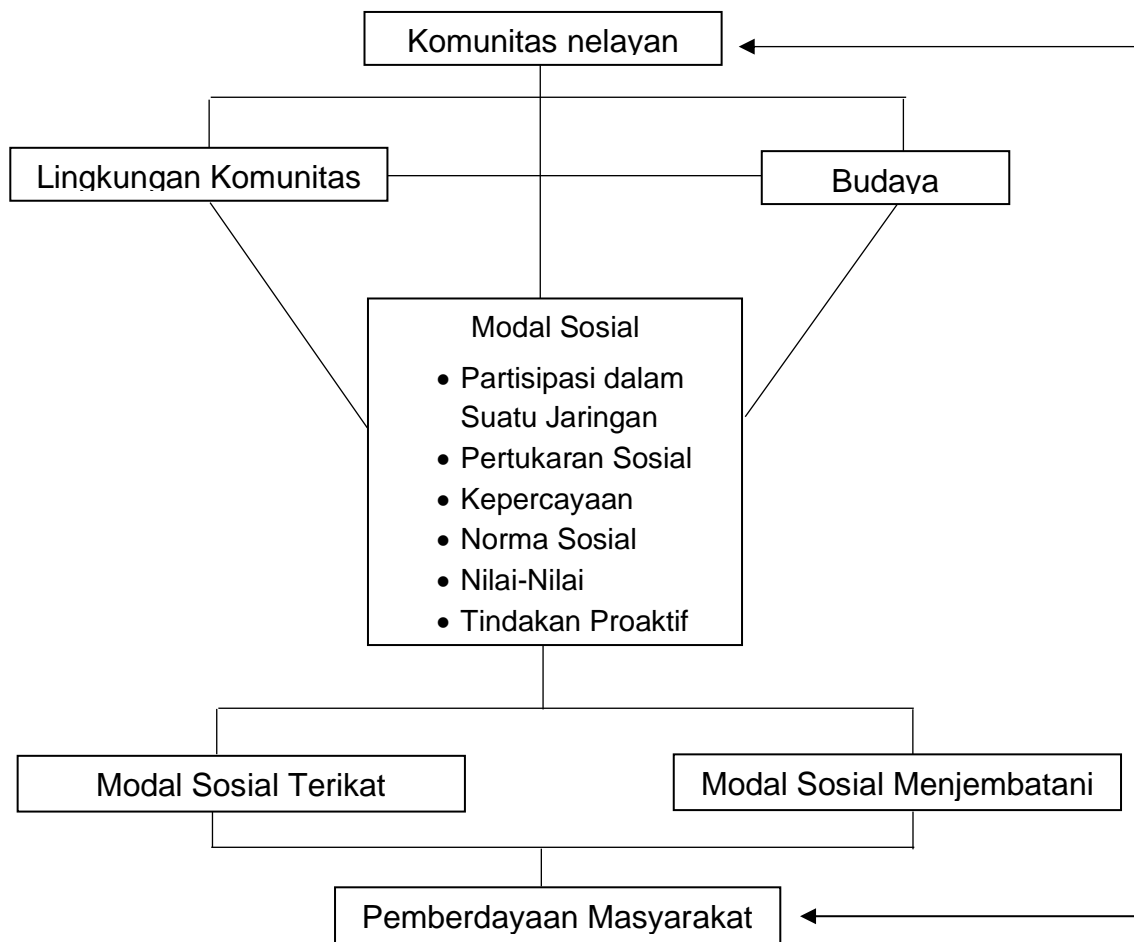 Komunitas nelayan
Lingkungan Komunitas
Budaya
Modal Sosial
• Partisipasi dalam
Suatu Jaringan
• Pertukaran Sosial
• Kepercayaan
• Norma Sosial
• Nilai-Nilai
• Tindakan Proaktif
Modal Sosial Terikat
Modal Sosial Menjembatani
Pemberdayaan Masyarakat